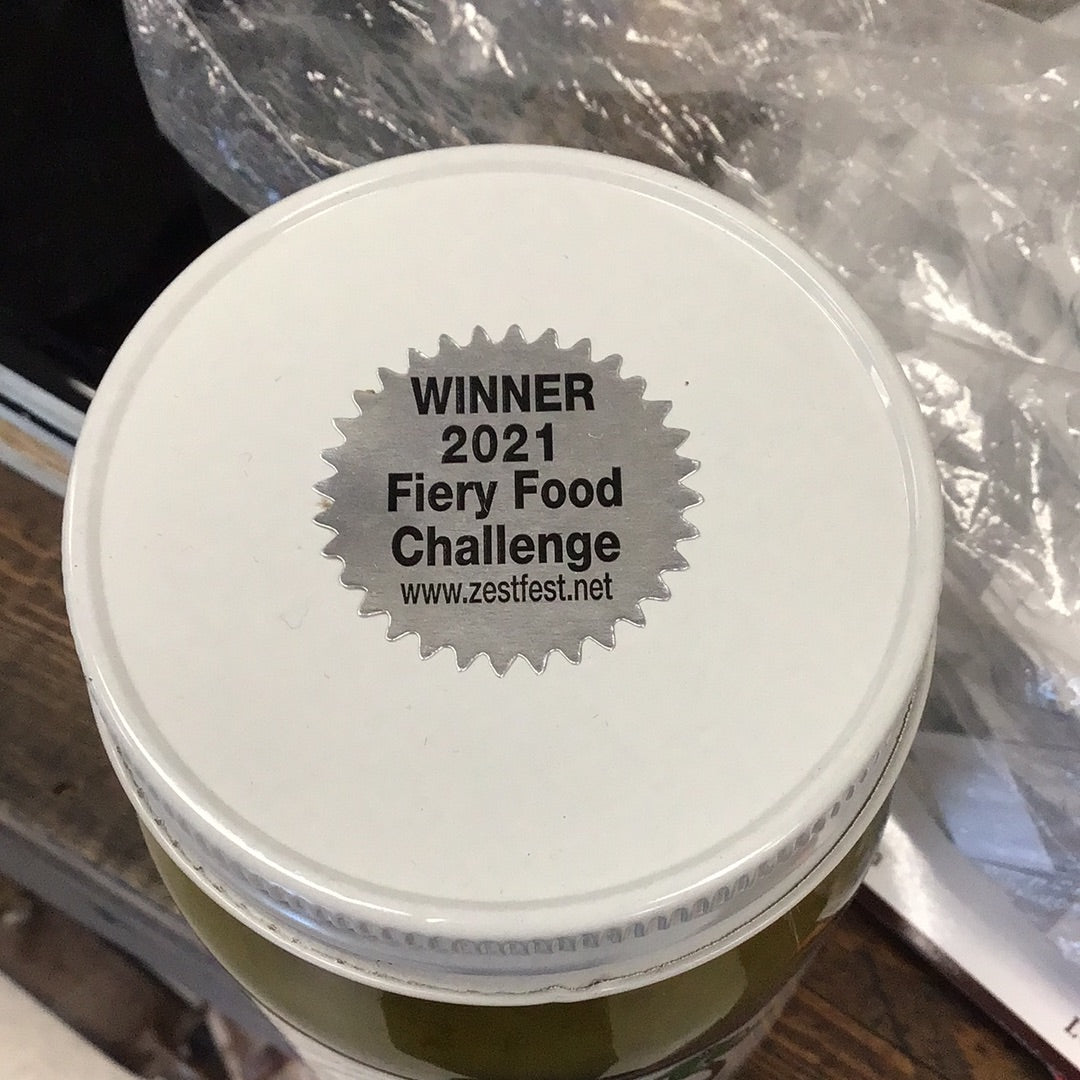 WINNER
2021
Fiery Food
Challenge
www.zestfest.net